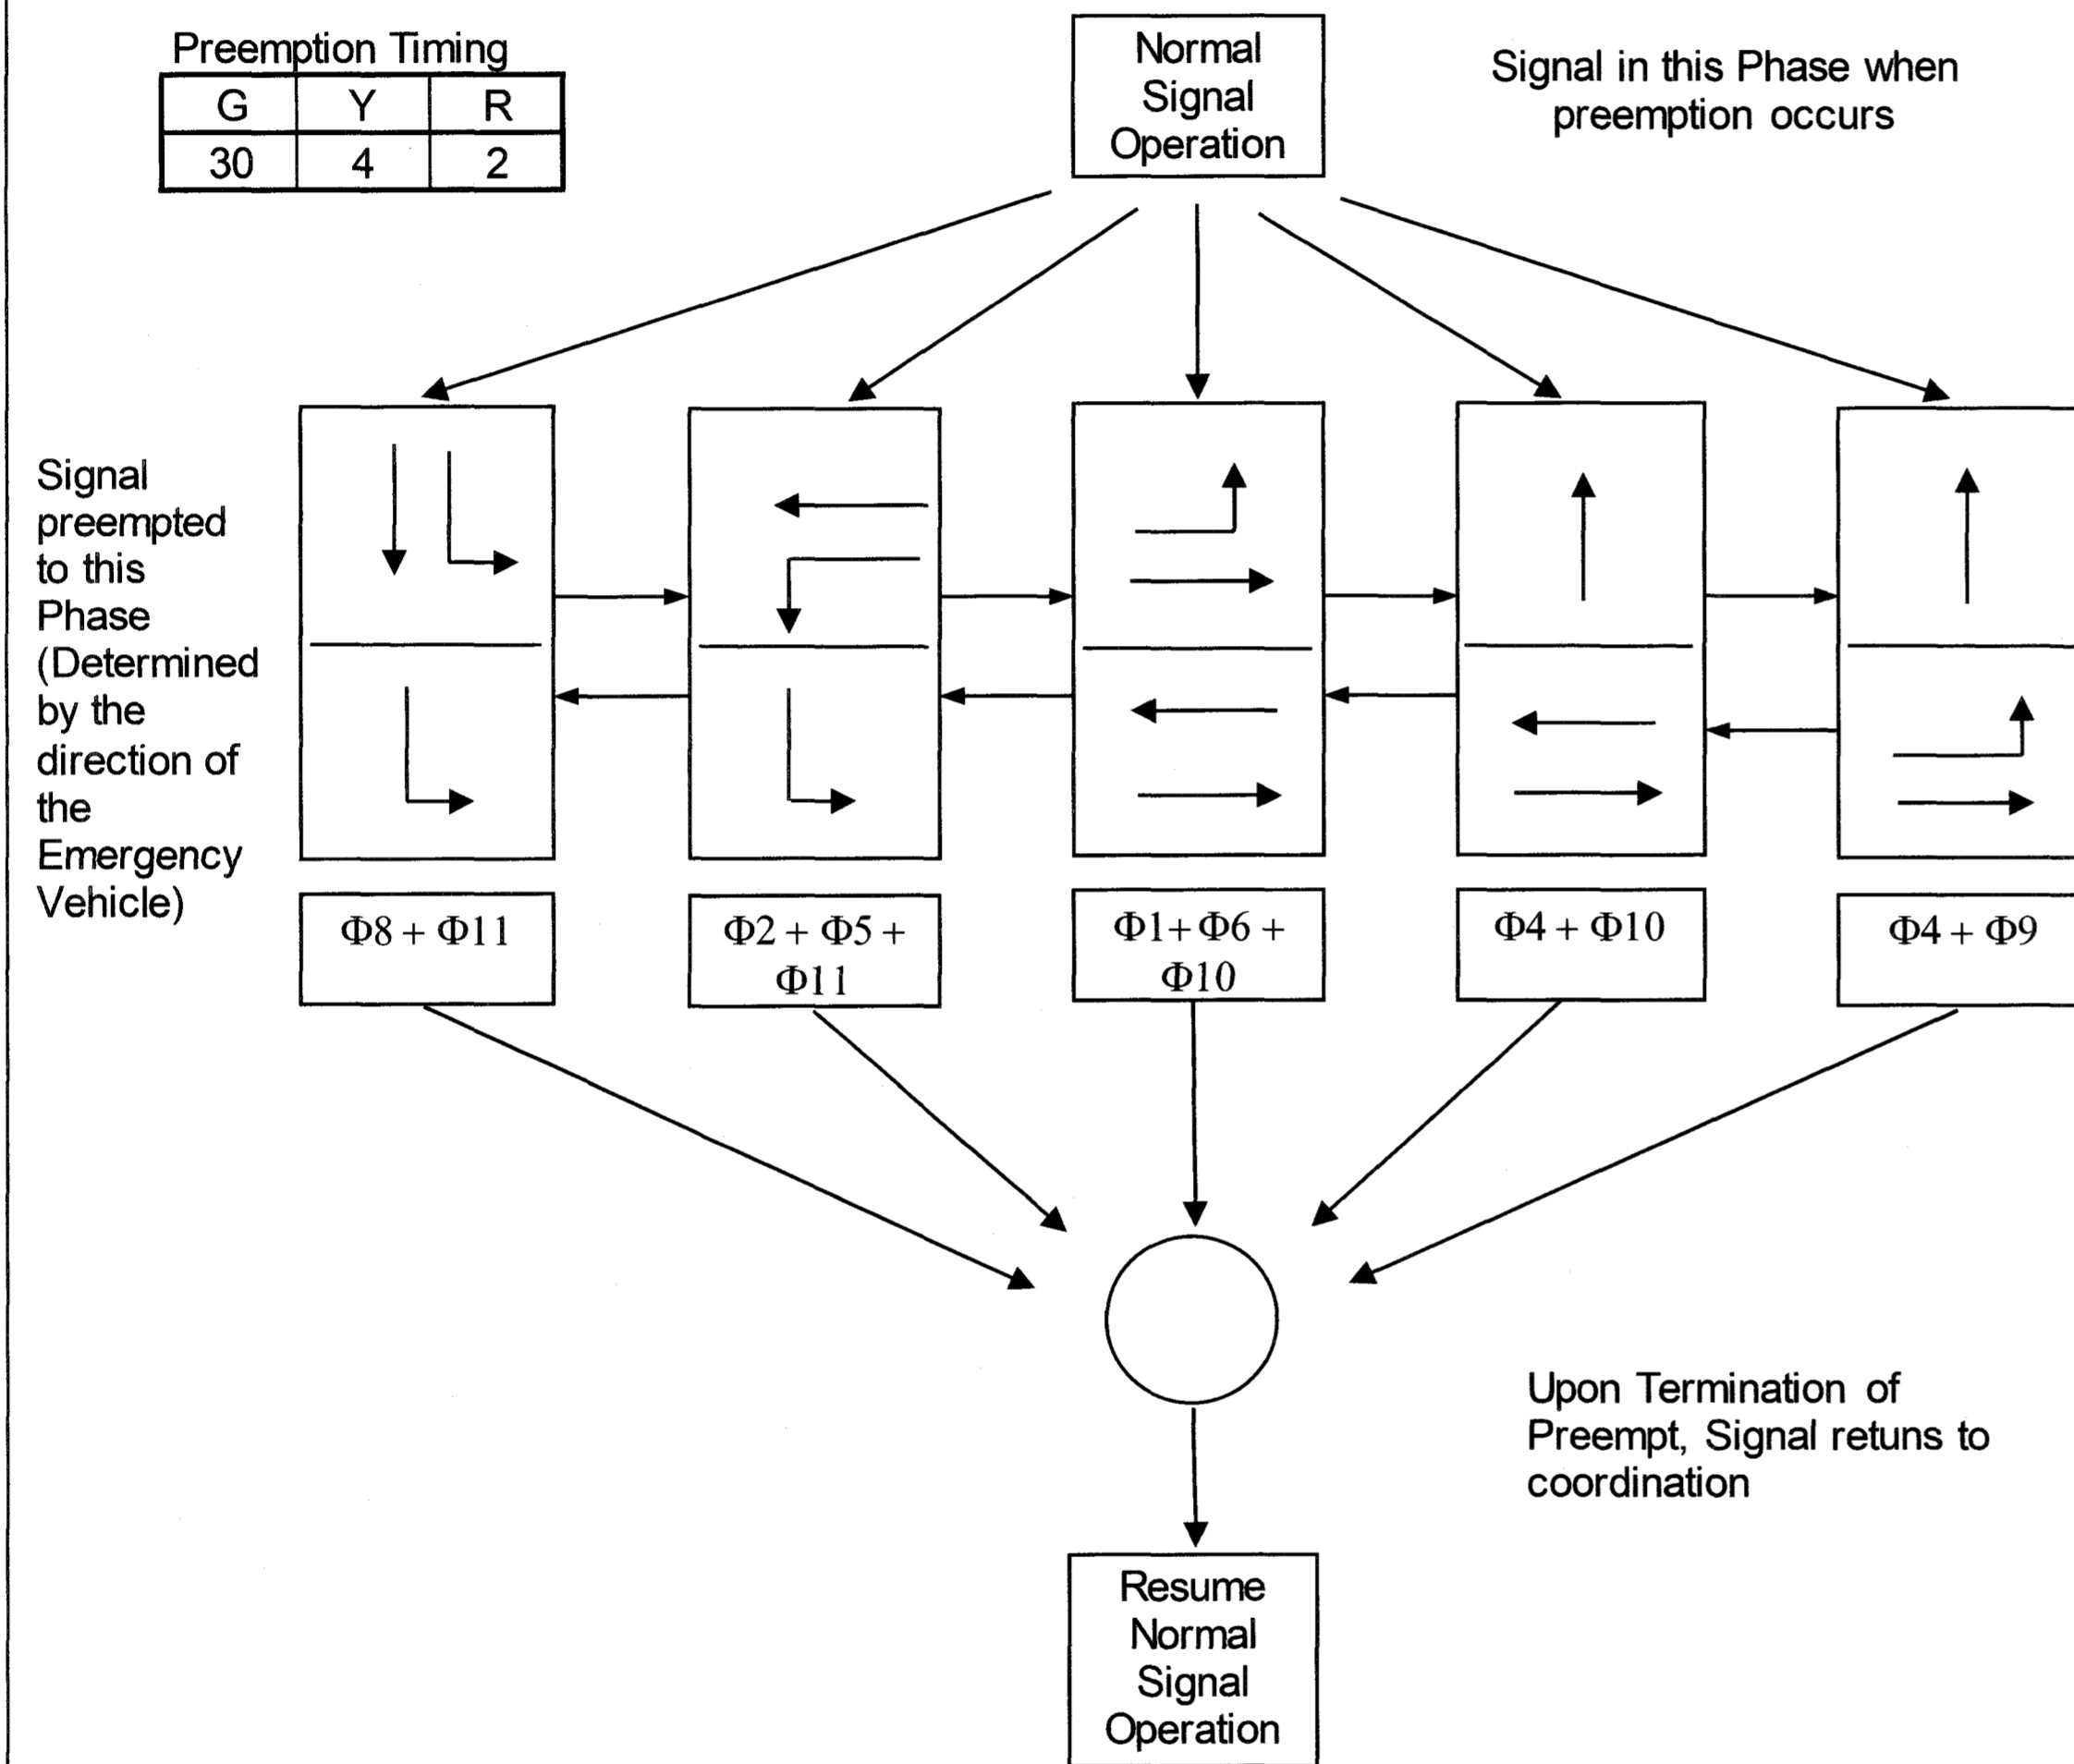 Preemption Timing
G Y R
30 4 2
Normal
Signal
Operation
Signal in this Phase when
preemption occurs
Signal
preempted
to this
Phase
(Determined
by the
direction of
the
Emergency
Vehicle)
Φ8 + Φ11
Φ2 + Φ5 +
Φ11
Φ1+ Φ6 +
Φ10
Φ4 + Φ10
Φ4 + Φ9
Upon Termination of
Preempt, Signal retuns to
coordination
Resume
Normal
Signal
Operation